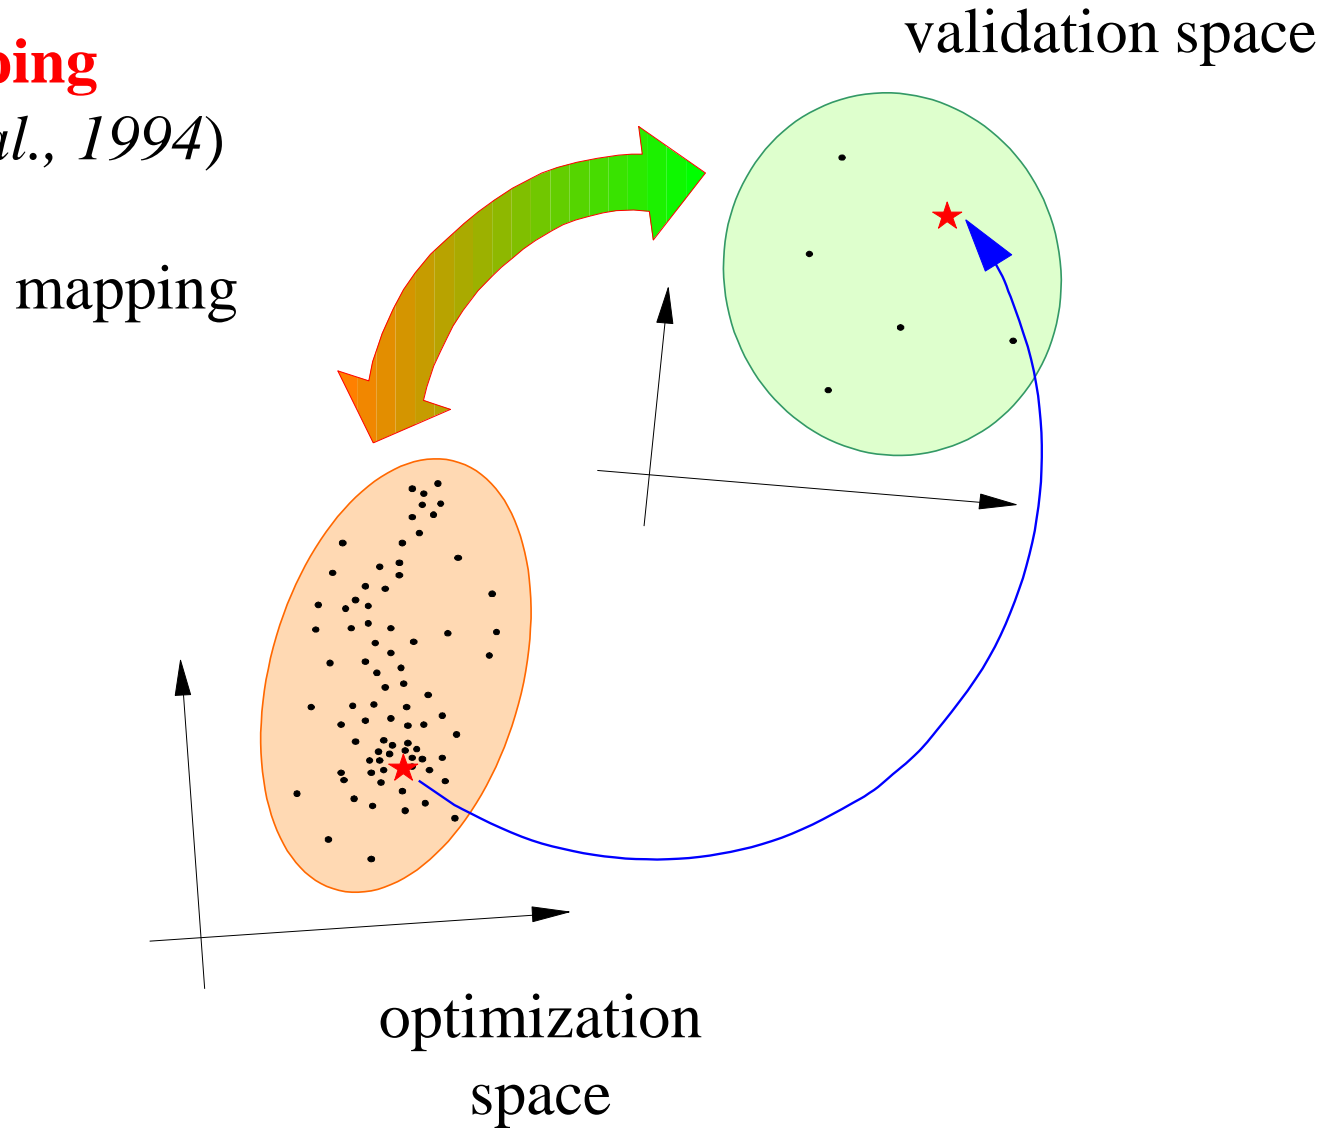 ping
al., 1994)
mapping
validation space
optimization
space